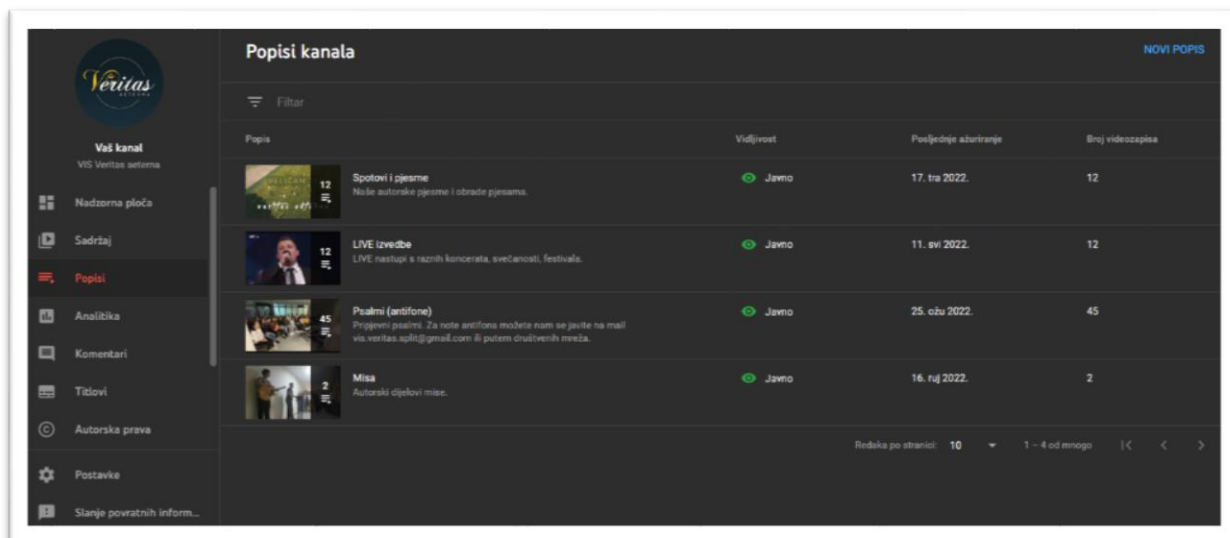 Veritas
AETERNA
Vaš kanal
VIS Veritas aeterna
Nadzorna ploča
Sadržaj
Popisi
Analitika
Komentari
Titlovi
Autorska prava
Postavke
Slanje povratnih inform...
Popisi kanala
NOVI POPIS
Filtar
Popis
Vidljivost
Posljednje ažuriranje
Broj videozapisa
12
Spotovi i pjesme
Naše autorske pjesme i obrade pjesama.
Javno
17. tra 2022.
12
12
LIVE izvedbe
LIVE nastupi s raznih koncerata, svečanosti, festivala.
Javno
11. svi 2022.
12
45
Psalmi (antifone)
Pripjevni psalmi. Za note antifona možete nam se javite na mail
vis.veritas.split@gmail.com ili putem društvenih mreža.
Javno
25. ožu 2022.
45
2
Misa
Autorski dijelovi mise.
Javno
16. ruj 2022.
2
Redaka po stranici: 10
1 – 4 od mnogo